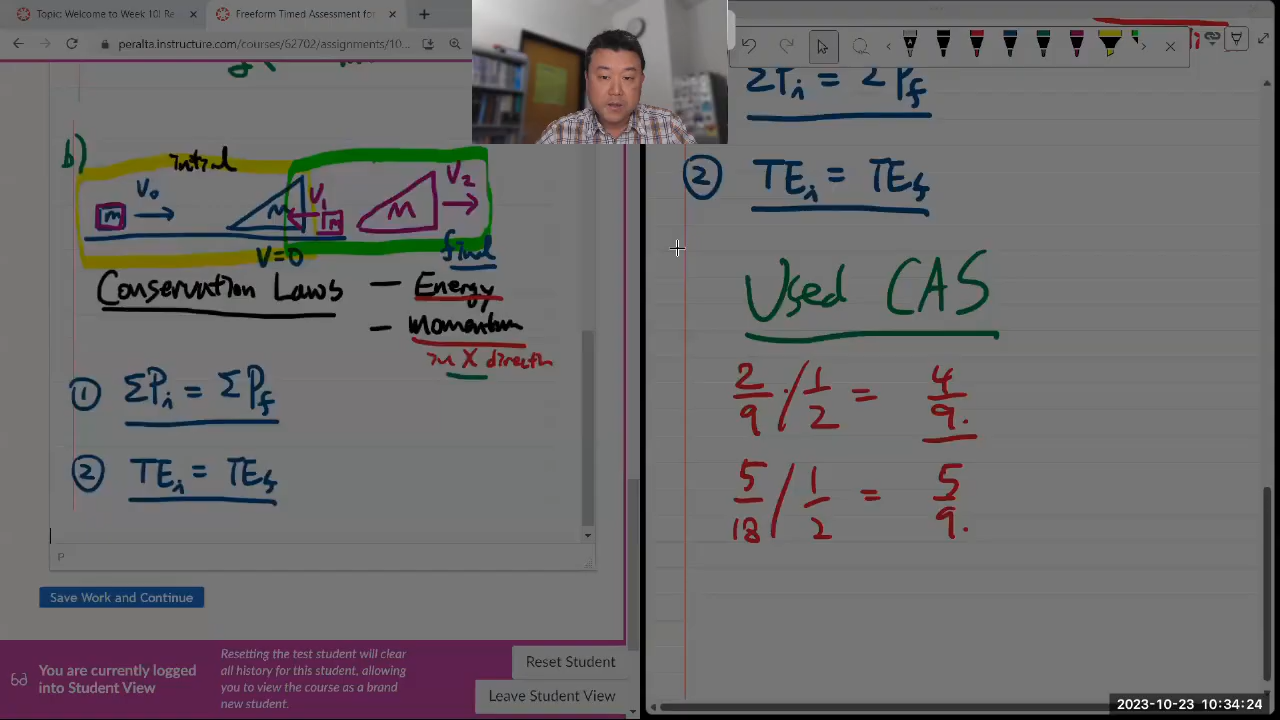 Topic: Welcome to Week 10! Re
Freeform Timed Assessment for
peralta.instructure.com/course/62702/assignments/10...
b)
initial
V₀
V₁
V₂
m
M
m
M
V=0
final
Conservation Laws
- Energy
- Momentum
in X direction
① ΣPᵢ = ΣP_f
② TEᵢ = TE_f
P
Save Work and Continue
You are currently logged
into Student View
Resetting the test student will clear
all history for this student, allowing
you to view the course as a brand
new student.
Reset Student
Leave Student View
ΣPᵢ = ΣP_f
② TEᵢ = TE_f
Used CAS
2/9 / 1/2 = 4/9.
5/18 / 1/2 = 5/9.
2023-10-23 10:34:24